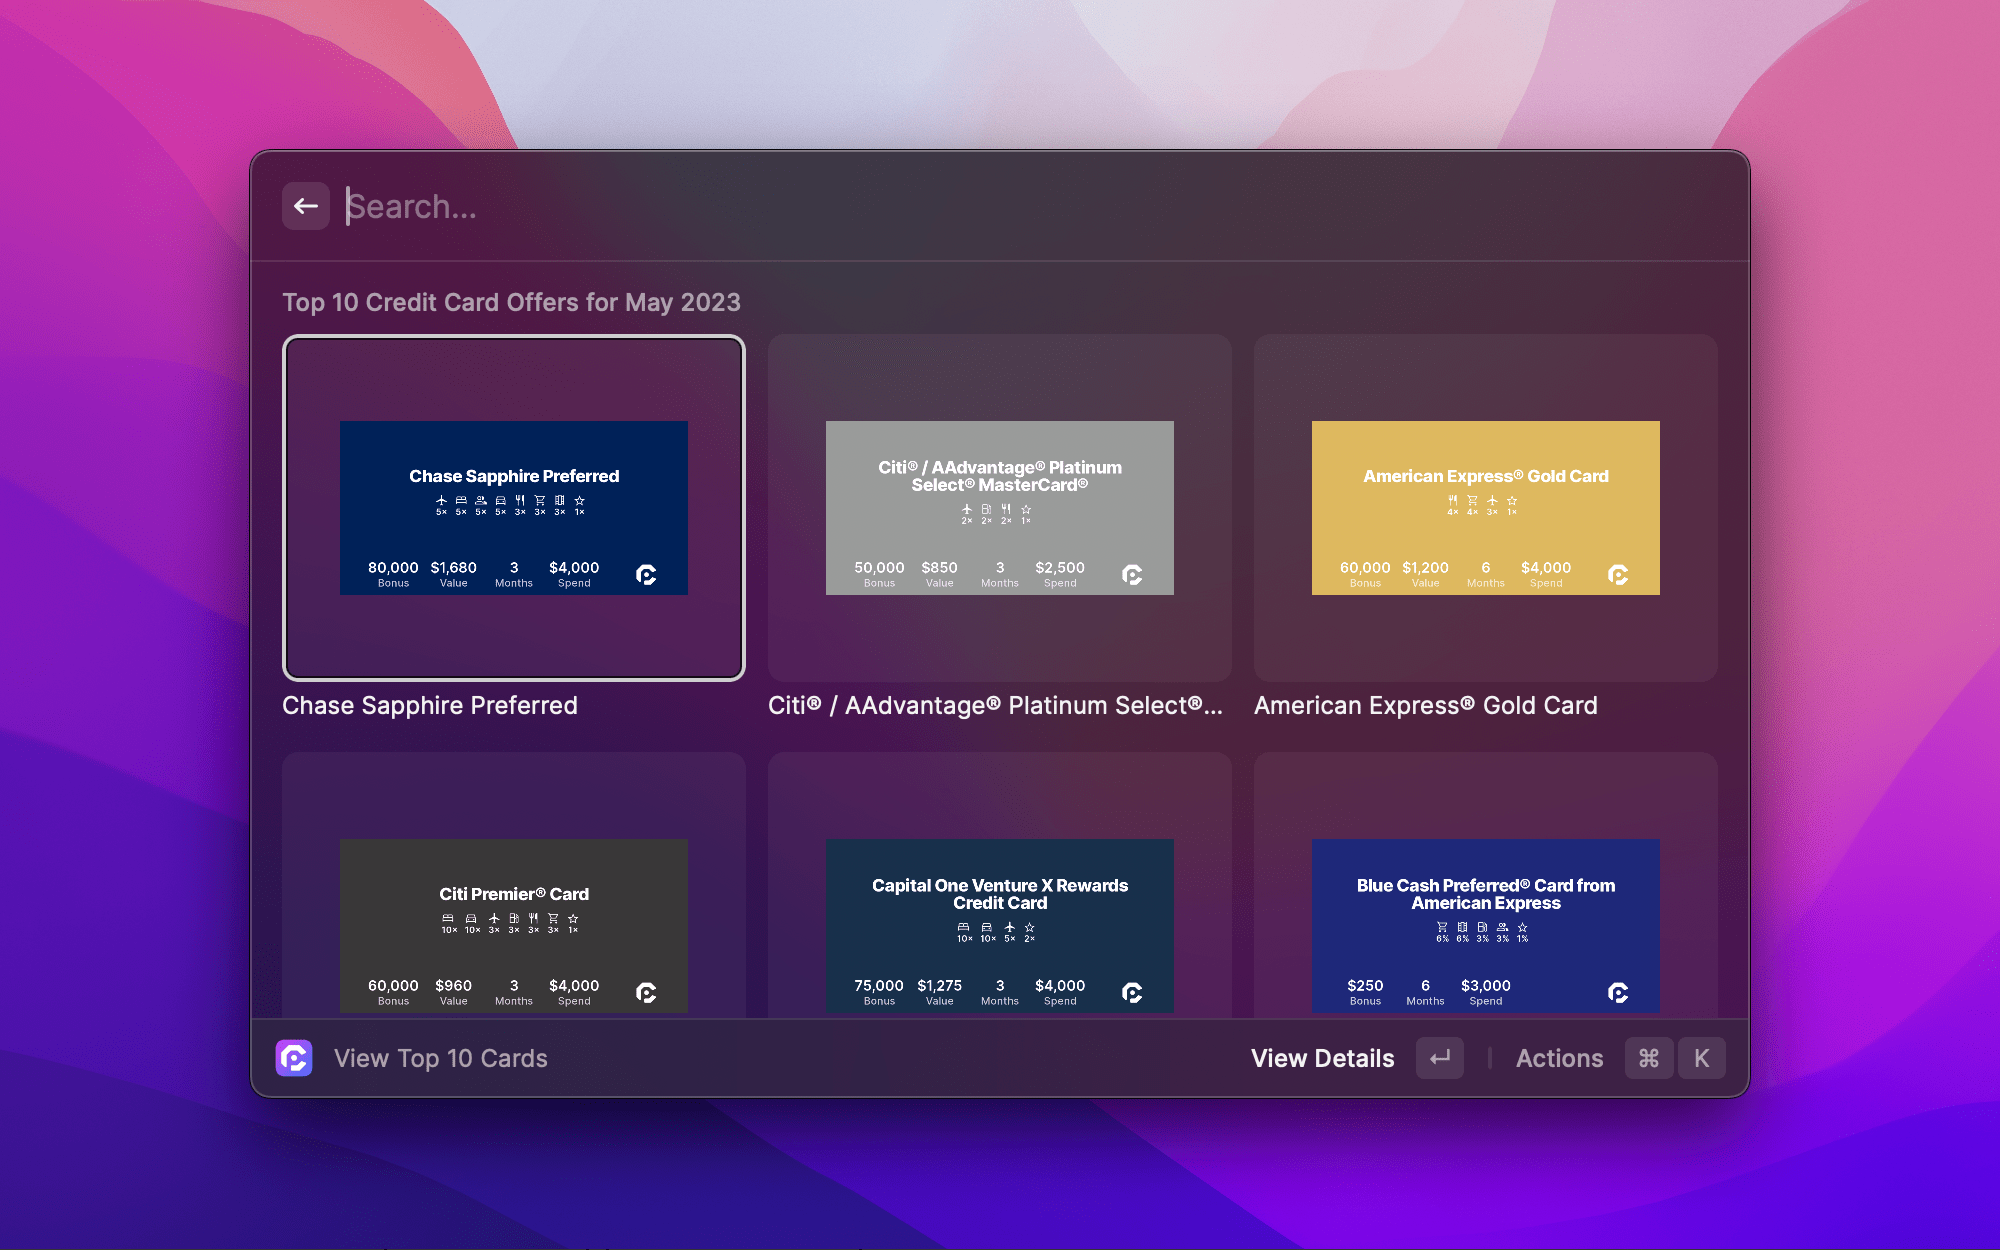 Search...
Top 10 Credit Card Offers for May 2023
Chase Sapphire Preferred
5× 5× 5× 5× 3× 3× 3× 1×
80,000 $1,680 3 $4,000
Bonus Value Months Spend
Citi® / AAdvantage® Platinum
Select® MasterCard®
2× 2× 2× 1×
50,000 $850 3 $2,500
Bonus Value Months Spend
American Express® Gold Card
4× 4× 3× 1×
60,000 $1,200 6 $4,000
Bonus Value Months Spend
Chase Sapphire Preferred
Citi® / AAdvantage® Platinum Select®...
American Express® Gold Card
Citi Premier® Card
10× 10× 3× 3× 3× 3× 1×
60,000 $960 3 $4,000
Bonus Value Months Spend
Capital One Venture X Rewards
Credit Card
10× 10× 5× 2×
75,000 $1,275 3 $4,000
Bonus Value Months Spend
Blue Cash Preferred® Card from
American Express
6% 6% 3% 3% 1%
$250 6 $3,000
Bonus Months Spend
View Top 10 Cards
View Details
Actions
⌘ K